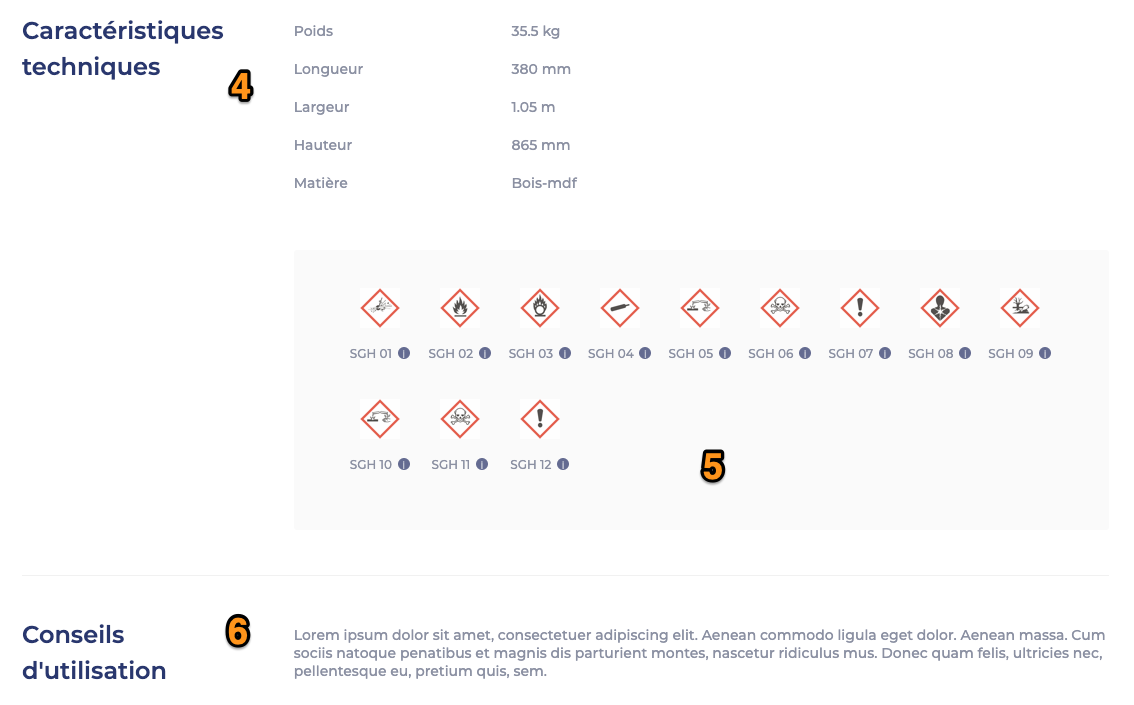 Caractéristiques
techniques
4
Poids 35.5 kg
Longueur 380 mm
Largeur 1.05 m
Hauteur 865 mm
Matière Bois-mdf
SGH 01 SGH 02 SGH 03 SGH 04 SGH 05 SGH 06 SGH 07 SGH 08 SGH 09
SGH 10 SGH 11 SGH 12
5
Conseils
d'utilisation
6
Lorem ipsum dolor sit amet, consectetuer adipiscing elit. Aenean commodo ligula eget dolor. Aenean massa. Cum
sociis natoque penatibus et magnis dis parturient montes, nascetur ridiculus mus. Donec quam felis, ultricies nec,
pellentesque eu, pretium quis, sem.